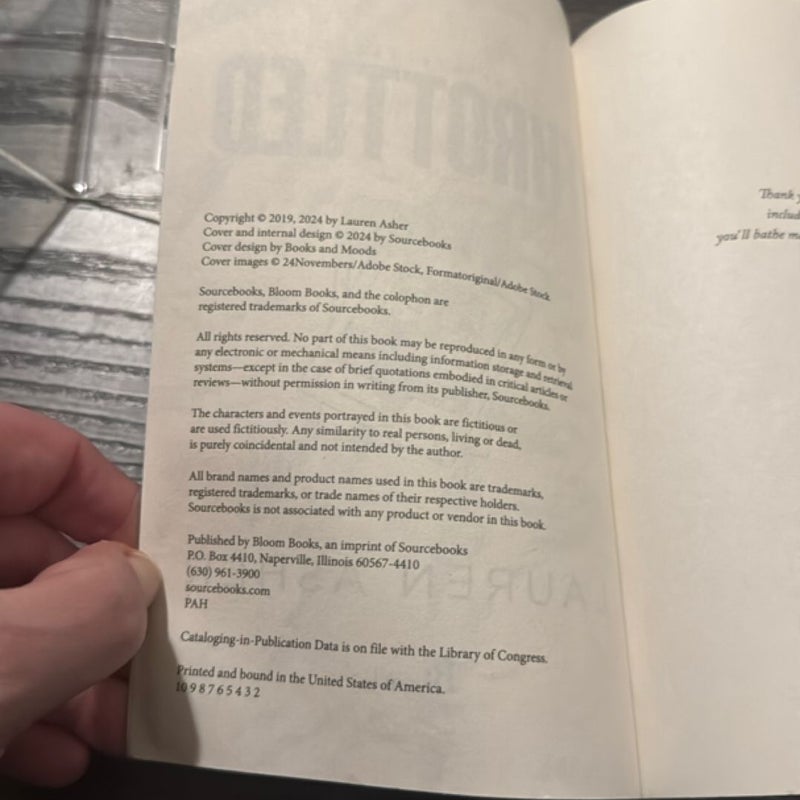 THROTTLED
Copyright © 2019, 2024 by Lauren Asher
Cover and internal design © 2024 by Sourcebooks
Cover design by Books and Moods
Cover images © 24Novembers/Adobe Stock, Formatoriginal/Adobe Stock
Sourcebooks, Bloom Books, and the colophon are
registered trademarks of Sourcebooks.
All rights reserved. No part of this book may be reproduced in any form or by
any electronic or mechanical means including information storage and retrieval
systems—except in the case of brief quotations embodied in critical articles or
reviews—without permission in writing from its publisher, Sourcebooks.
The characters and events portrayed in this book are fictitious or
are used fictitiously. Any similarity to real persons, living or dead,
is purely coincidental and not intended by the author.
All brand names and product names used in this book are trademarks,
registered trademarks, or trade names of their respective holders.
Sourcebooks is not associated with any product or vendor in this book.
Published by Bloom Books, an imprint of Sourcebooks
P.O. Box 4410, Naperville, Illinois 60567-4410
(630) 961-3900
sourcebooks.com
PAH
LAUREN
Cataloging-in-Publication Data is on file with the Library of Congress.
Printed and bound in the United States of America.
10 9 8 7 6 5 4 3 2
Thank
you'll bathe